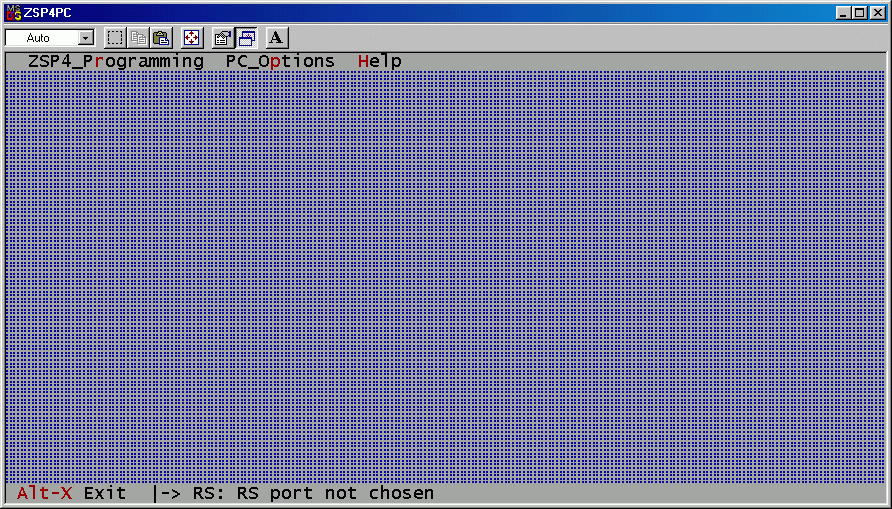 ZSP4PC
Auto
A
ZSP4_Programming PC_Options Help
Alt-X Exit |-> RS: RS port not chosen